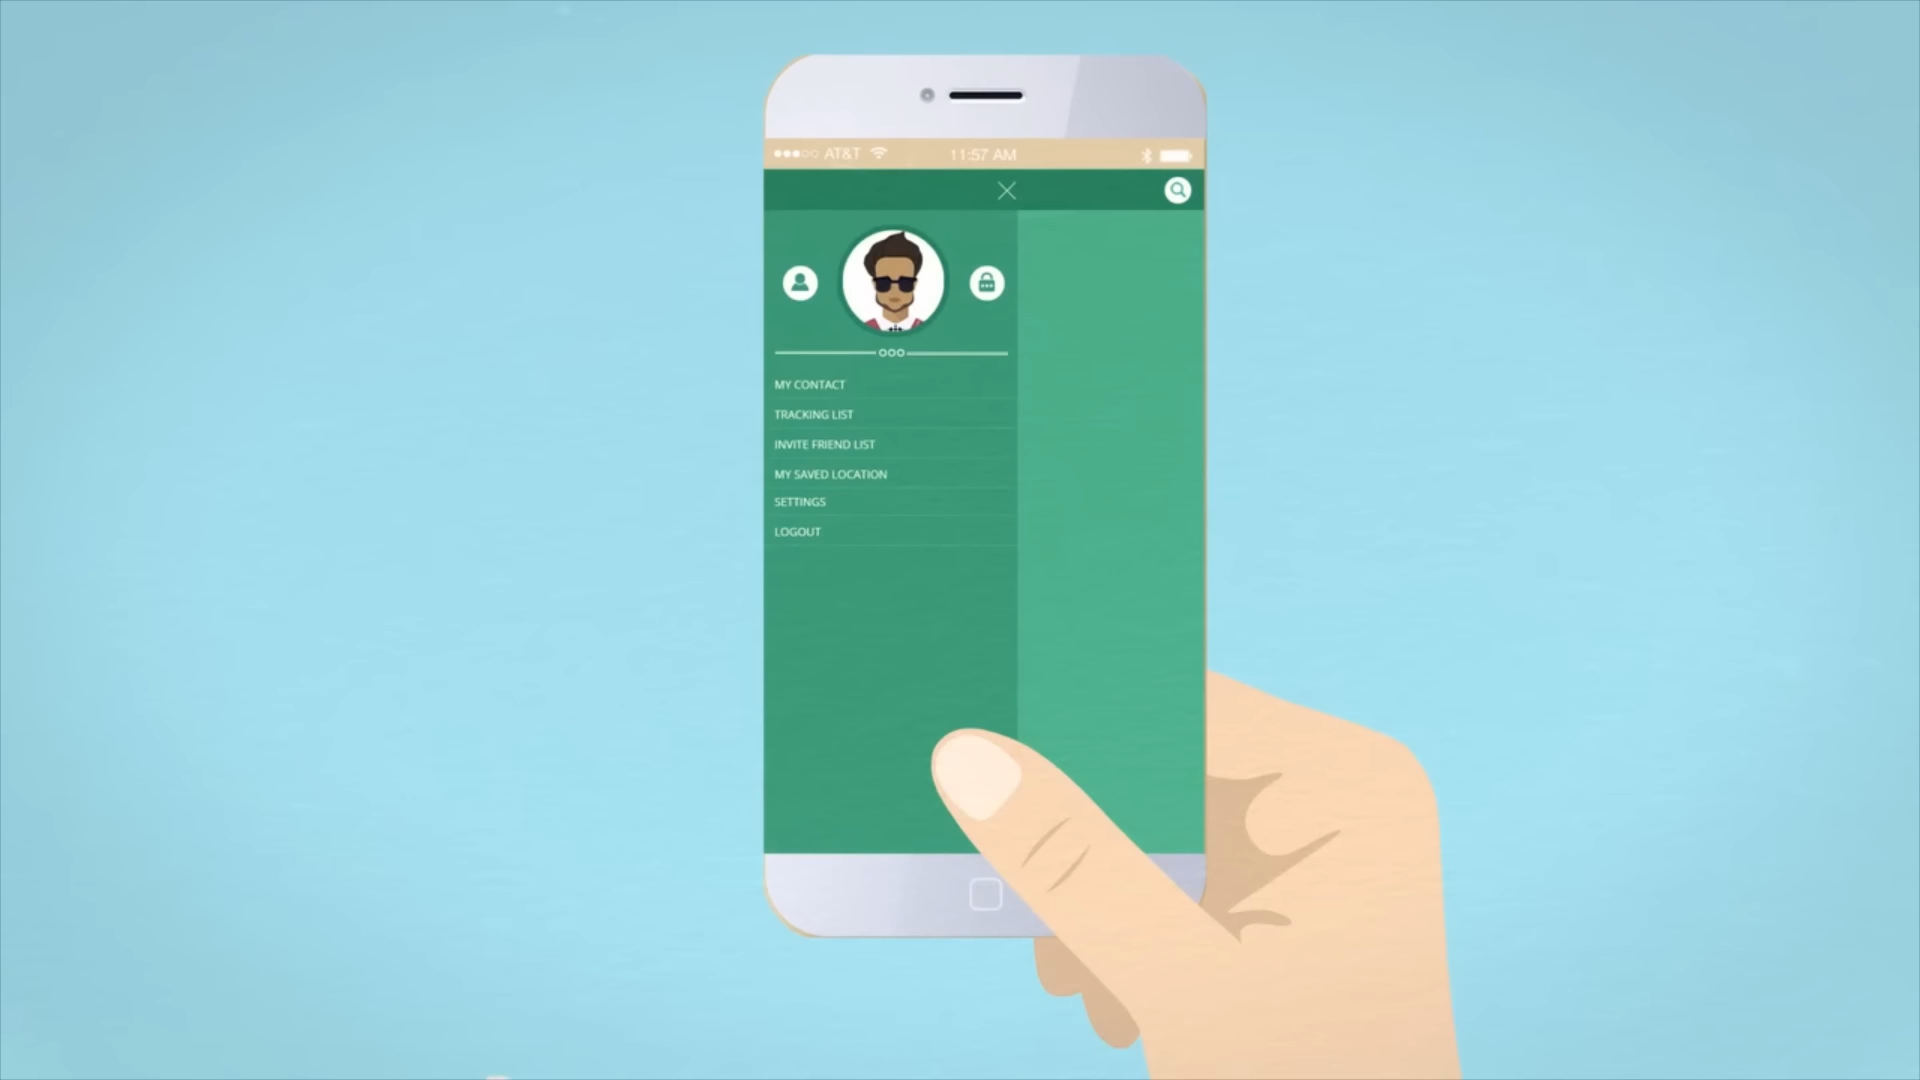 AT&T 11:57 AM
MY CONTACT
TRACKING LIST
INVITE FRIEND LIST
MY SAVED LOCATION
SETTINGS
LOGOUT